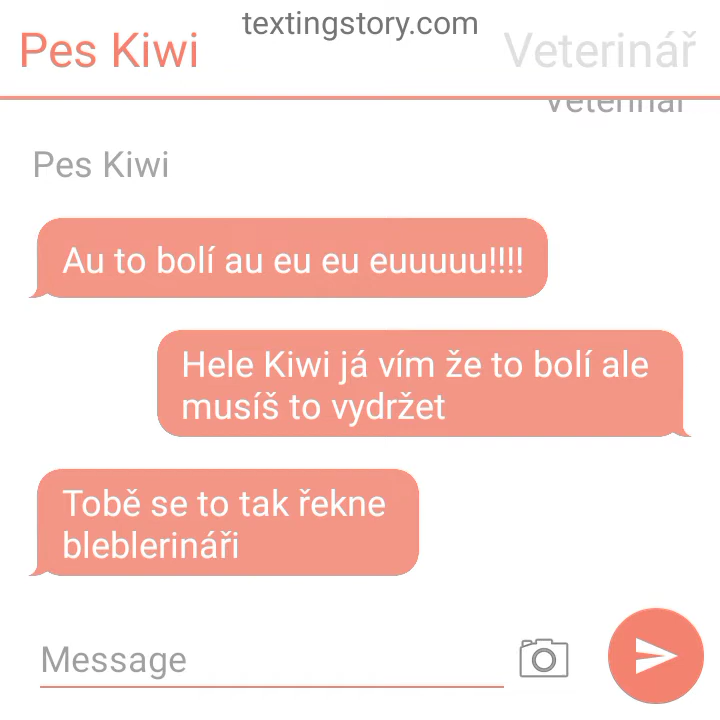 textingstory.com
Pes Kiwi
Veterinář
Veterinář
Pes Kiwi
Au to bolí au eu eu euuuuu!!!!
Hele Kiwi já vím že to bolí ale
musíš to vydržet
Tobě se to tak řekne
bleblerináři
Message